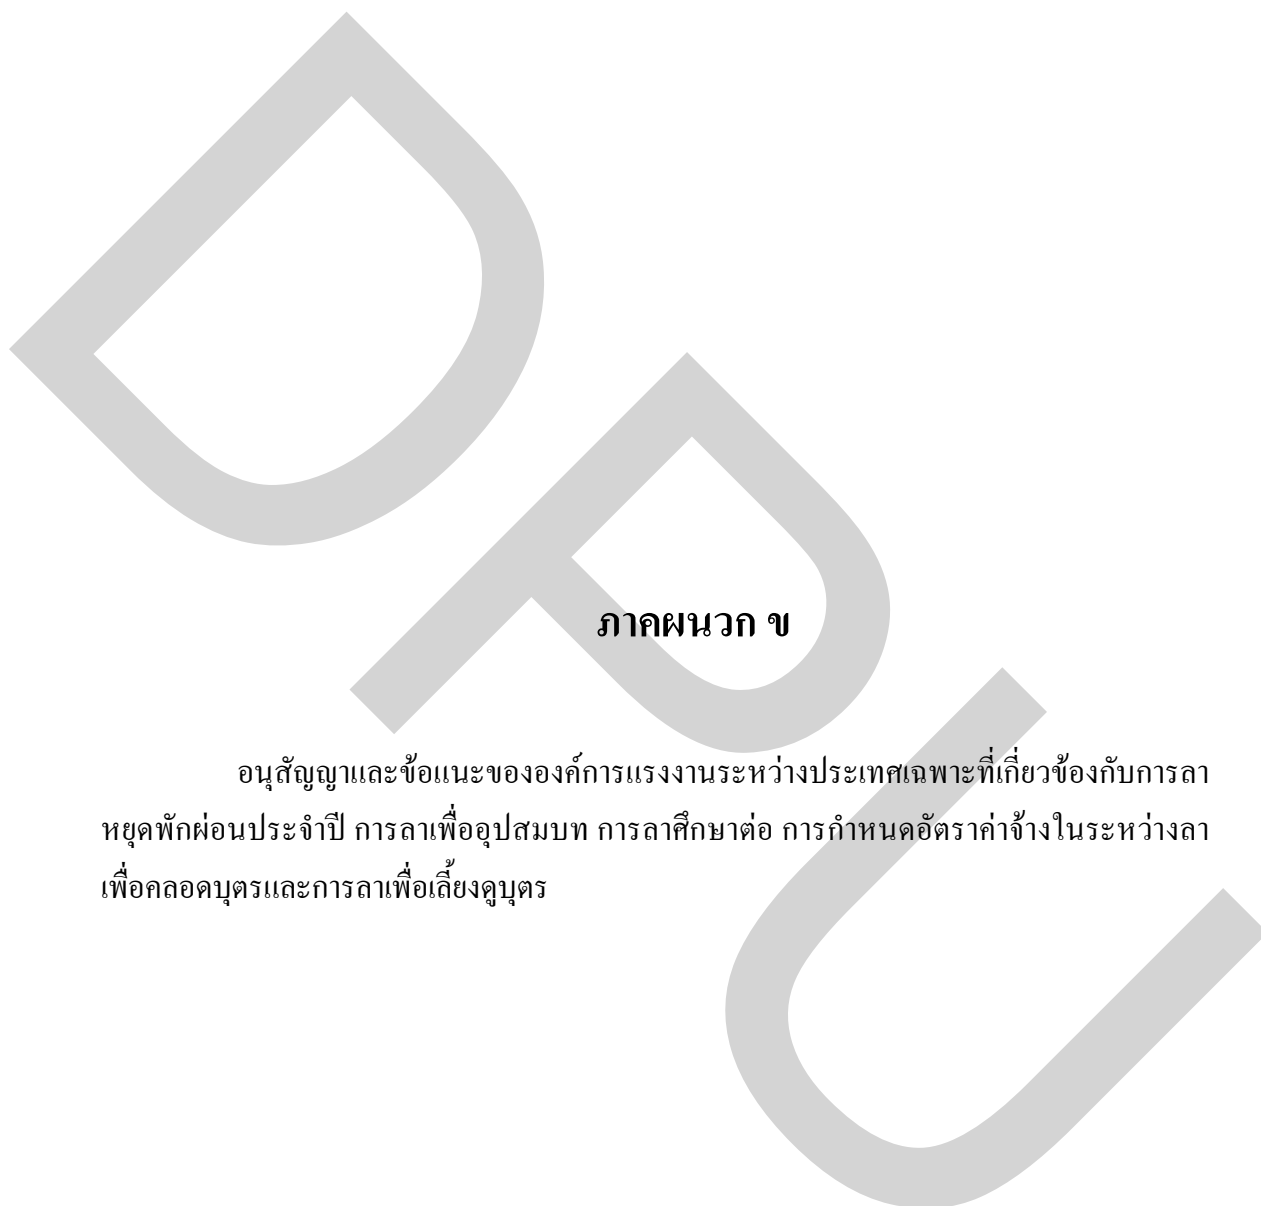 ภาคผนวก ข
อนุสัญญาและข้อแนะขององค์การแรงงานระหว่างประเทศเฉพาะที่เกี่ยวข้องกับการลา
หยุดพักผ่อนประจำปี การลาเพื่ออุปสมบท การลาศึกษาต่อ การกำหนดอัตราค่าจ้างในระหว่างลา
เพื่อคลอดบุตรและการลาเพื่อเลี้ยงดูบุตร
DPU